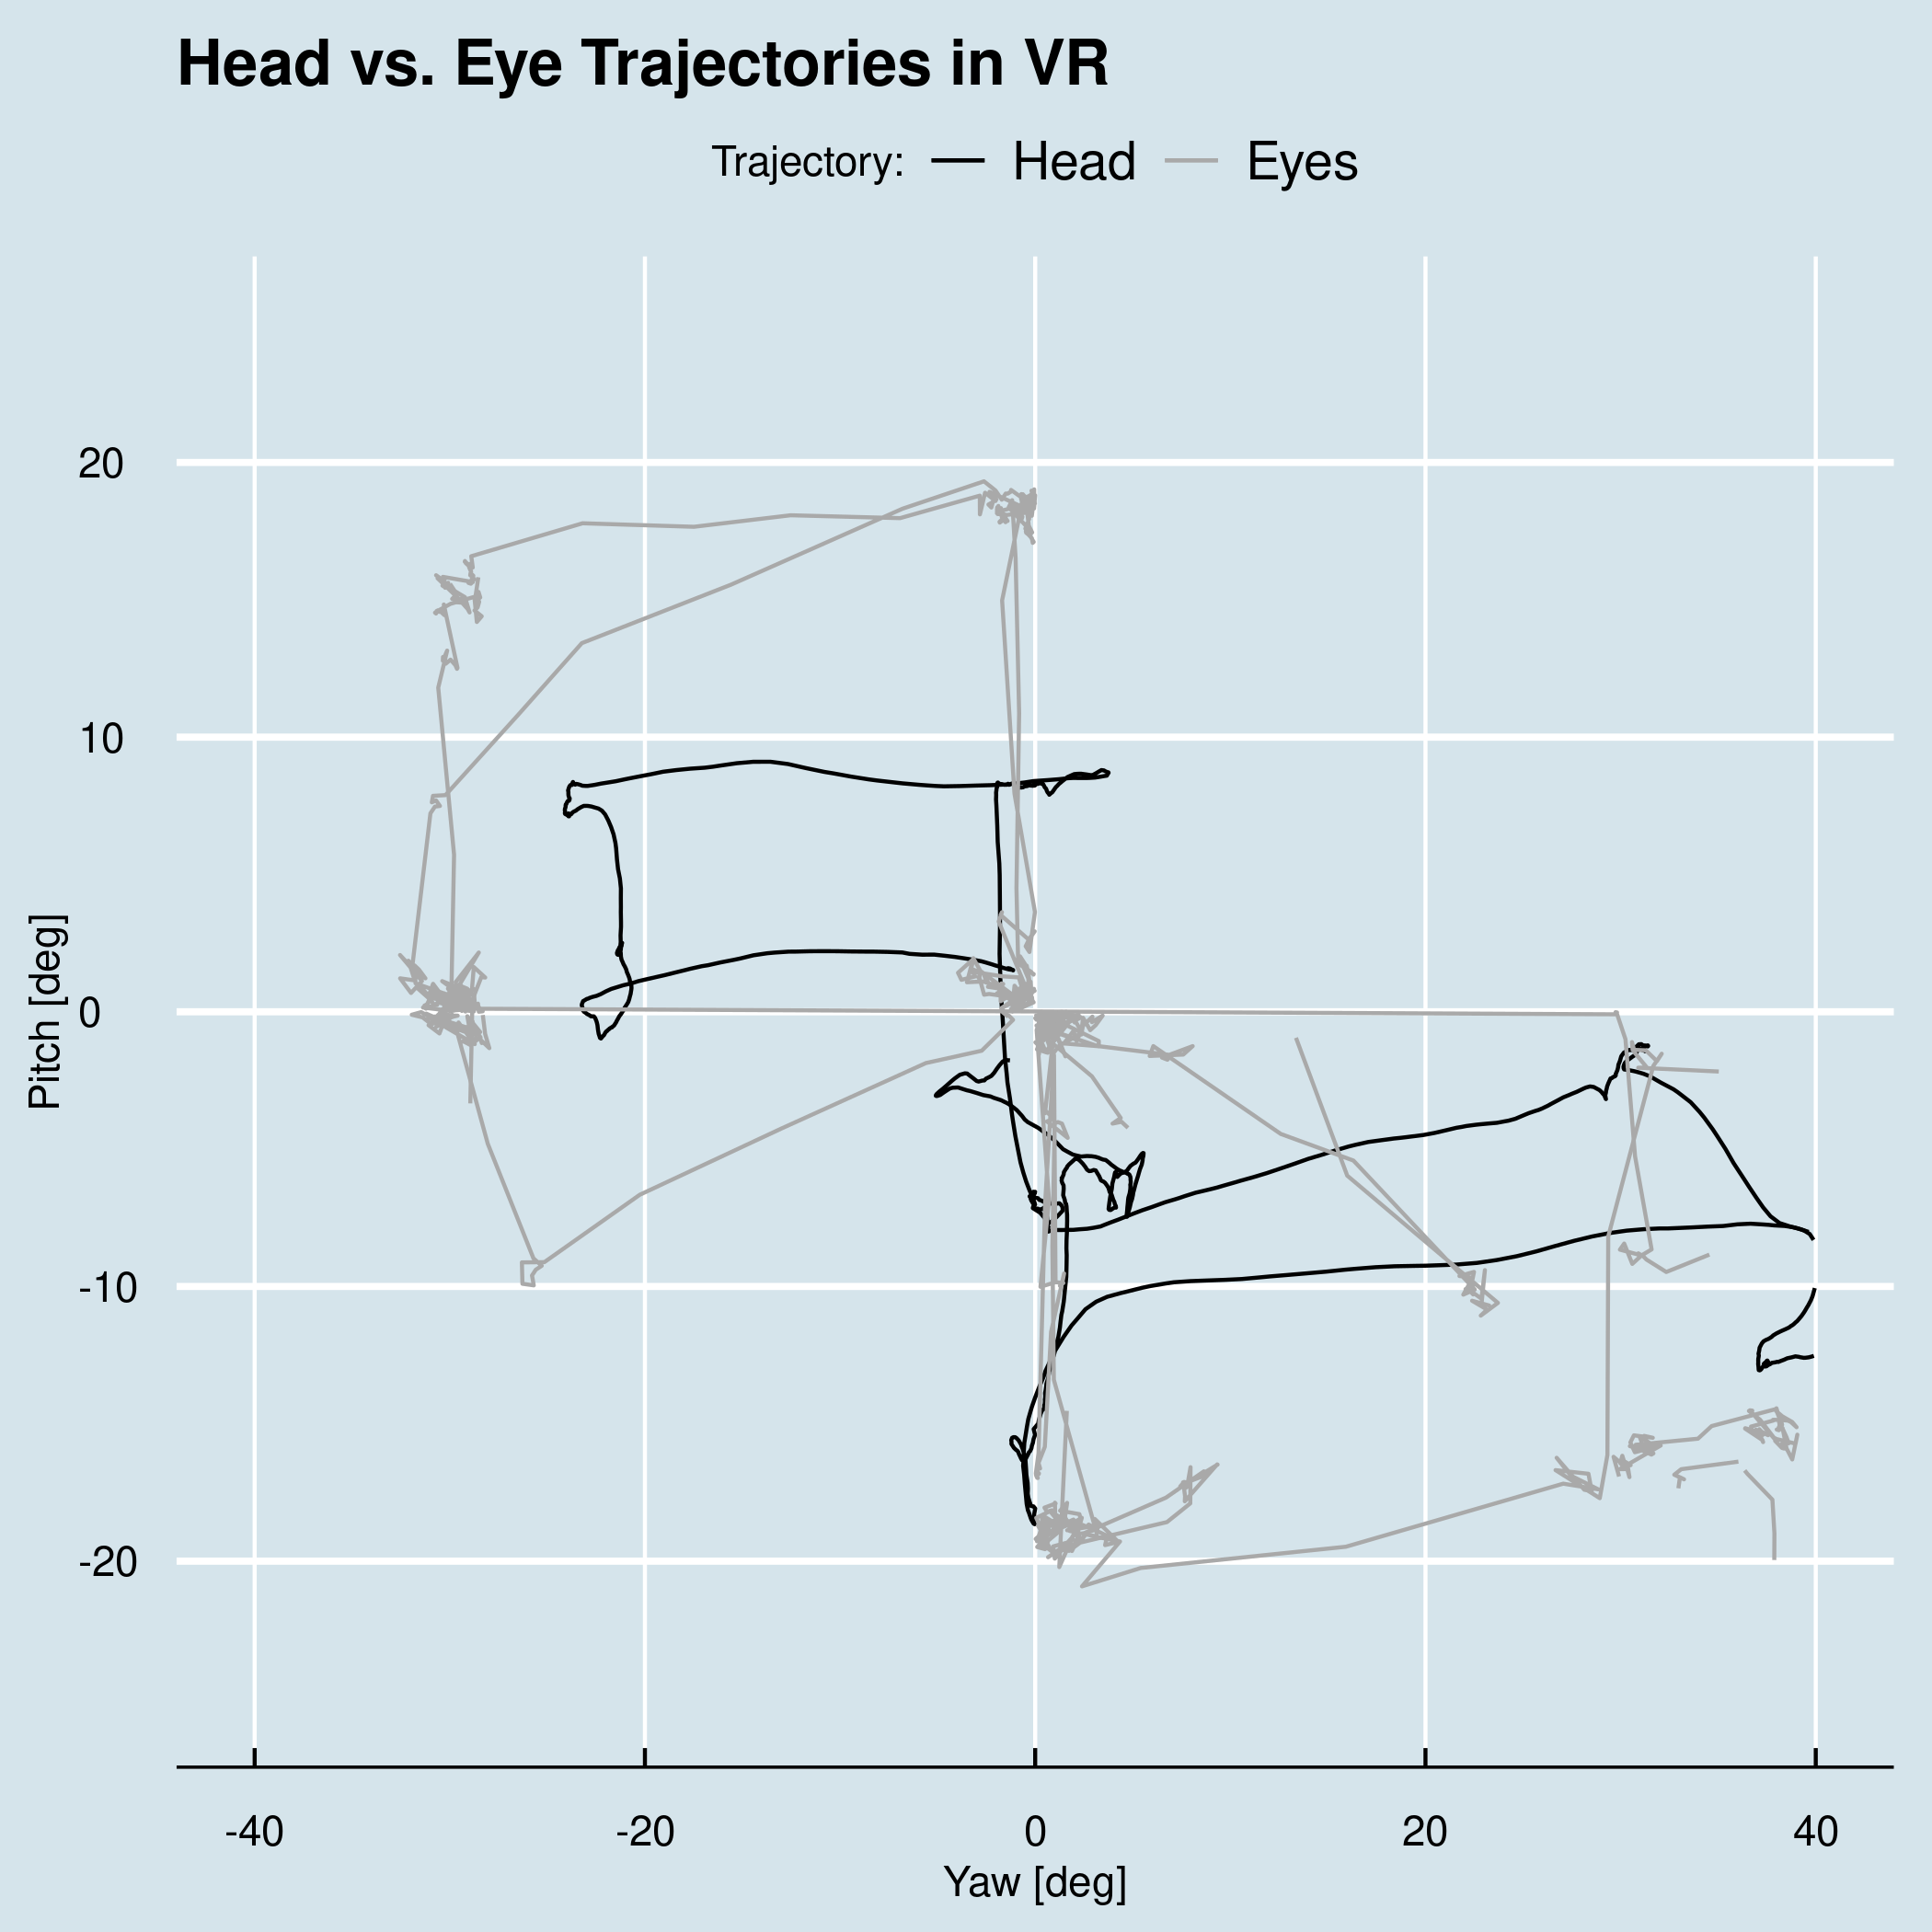 Head vs. Eye Trajectories in VR
Trajectory: Head Eyes
Pitch [deg]
20
10
0
-10
-20
-40 -20 0 20 40
Yaw [deg]